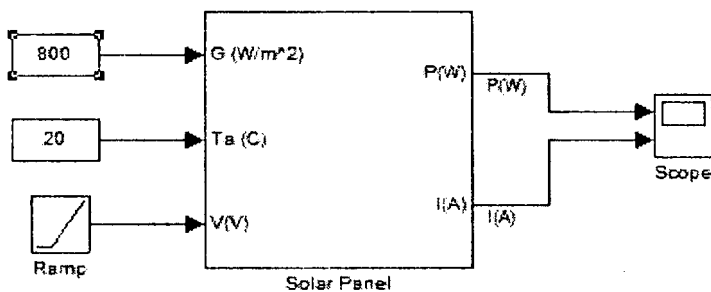 800
G (W/m^2)
P(W)
P(W)
20
Ta (C)
Scope
I(A)
I(A)
V(V)
Ramp
Solar Panel